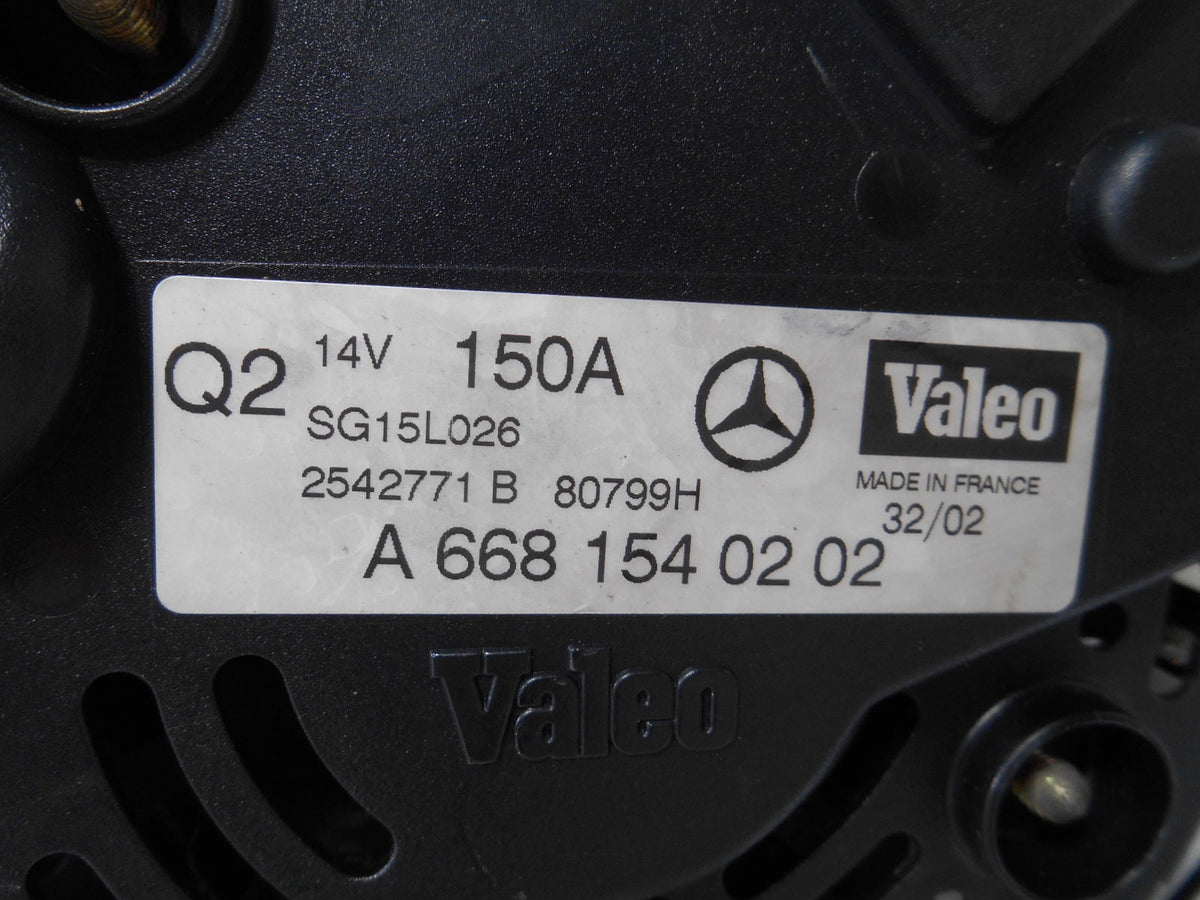 Q2 14V 150A
Valeo
SG15L026
2542771 B 80799H
MADE IN FRANCE
32/02
A 668 154 02 02
Valeo